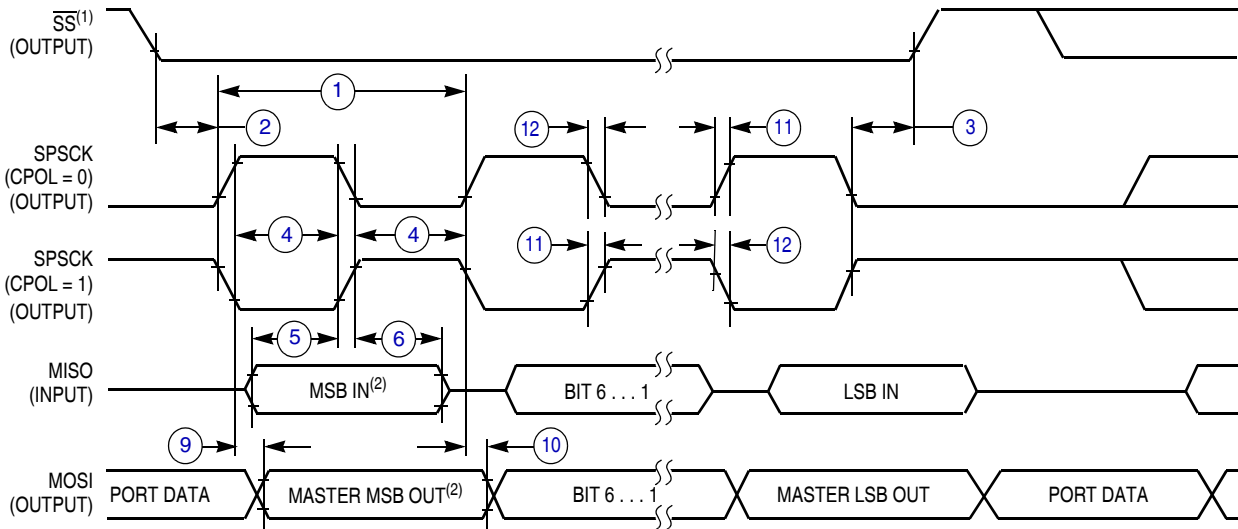 SS(1)
(OUTPUT)
1
2
12
11
3
SPSCK
(CPOL = 0)
(OUTPUT)
4
4
11
12
SPSCK
(CPOL = 1)
(OUTPUT)
5
6
MISO
(INPUT)
MSB IN(2)
BIT 6 . . . 1
LSB IN
9
10
MOSI
(OUTPUT)
PORT DATA
MASTER MSB OUT(2)
BIT 6 . . . 1
MASTER LSB OUT
PORT DATA